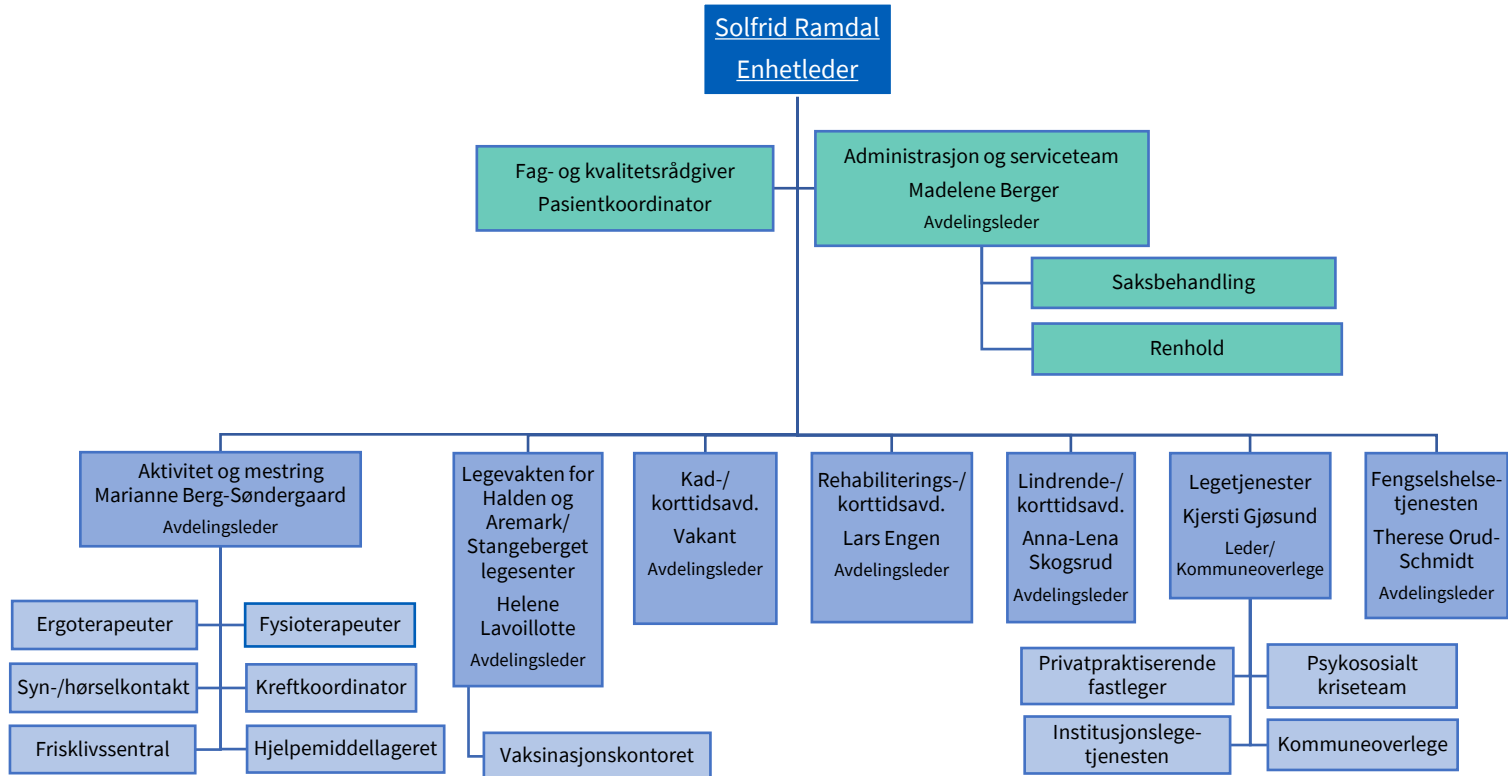 Solfrid Ramdal
Enhetleder
Fag- og kvalitetsrådgiver
Pasientkoordinator
Administrasjon og serviceteam
Madelene Berger
Avdelingsleder
Saksbehandling
Renhold
Aktivitet og mestring
Marianne Berg-Søndergaard
Avdelingsleder
Ergoterapeuter
Fysioterapeuter
Syn-/hørselkontakt
Kreftkoordinator
Frisklivssentral
Hjelpemiddellageret
Legevakten for
Halden og
Aremark/
Stangeberget
legesenter
Helene
Lavoillotte
Avdelingsleder
Vaksinasjonskontoret
Kad-/
korttidsavd.
Vakant
Avdelingsleder
Rehabiliterings-/
korttidsavd.
Lars Engen
Avdelingsleder
Lindrende-/
korttidsavd.
Anna-Lena
Skogsrud
Avdelingsleder
Legetjenester
Kjersti Gjøsund
Leder/
Kommuneoverlege
Privatpraktiserende
fastleger
Psykososialt
kriseteam
Institusjonslege-
tjenesten
Kommuneoverlege
Fengselshelse-
tjenesten
Therese Orud-
Schmidt
Avdelingsleder